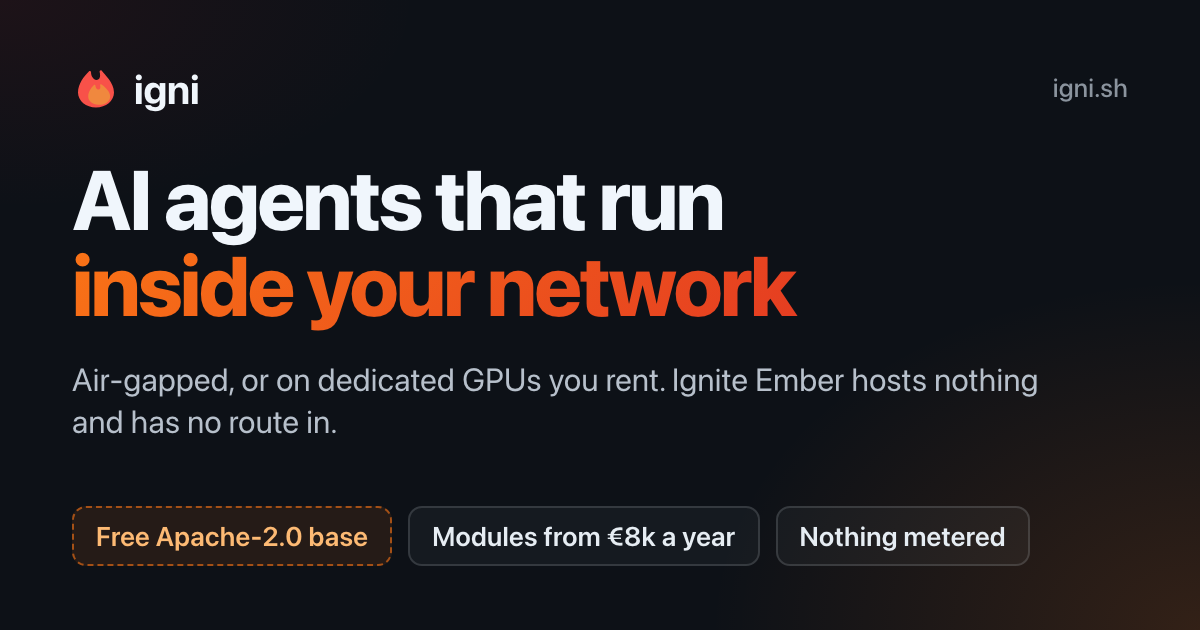 igni
igni.sh
AI agents that run
inside your network
Air-gapped, or on dedicated GPUs you rent. Ignite Ember hosts nothing
and has no route in.
Free Apache-2.0 base
Modules from €8k a year
Nothing metered